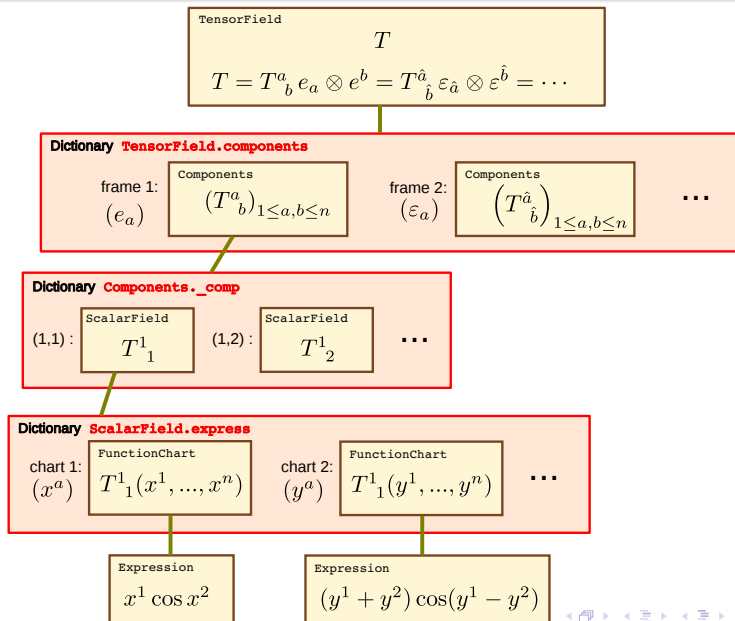 TensorField
T
T = T^a_b e_a ⊗ e^b = T^â_b̂ ε_â ⊗ ε^b̂ = ⋯
Dictionary TensorField.components
frame 1:
(e_a)
Components
(T^a_b)_{1≤a,b≤n}
frame 2:
(ε_a)
Components
(T^â_b̂)_{1≤a,b≤n}
...
Dictionary Components._comp
(1,1) :
ScalarField
T^1_1
(1,2) :
ScalarField
T^1_2
...
Dictionary ScalarField.express
chart 1:
(x^a)
FunctionChart
T^1_1(x^1, ..., x^n)
chart 2:
(y^a)
FunctionChart
T^1_1(y^1, ..., y^n)
...
Expression
x^1 cos x^2
Expression
(y^1 + y^2) cos(y^1 − y^2)